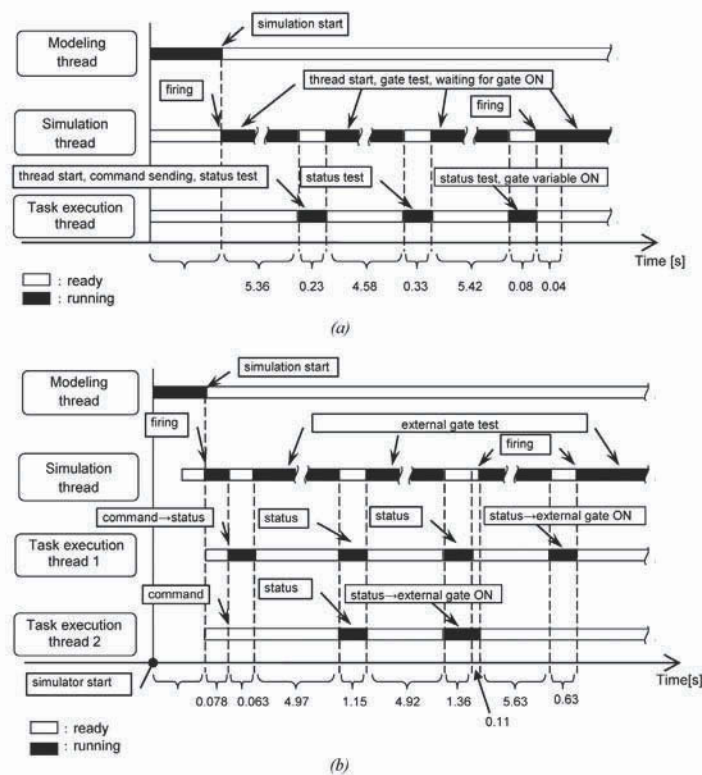 simulation start
Modeling
thread
firing
thread start, gate test, waiting for gate ON
firing
Simulation
thread
thread start, command sending, status test
status test
status test, gate variable ON
Task execution
thread
Time [s]
: ready
: running
5.36 0.23 4.58 0.33 5.42 0.08 0.04
(a)
simulation start
Modeling
thread
firing
external gate test
firing
Simulation
thread
command→status
status
status
status→external gate ON
Task execution
thread 1
command
status
status→external gate ON
Task execution
thread 2
simulator start
Time[s]
0.078 0.063 4.97 1.15 4.92 1.36 5.63 0.63
0.11
: ready
: running
(b)